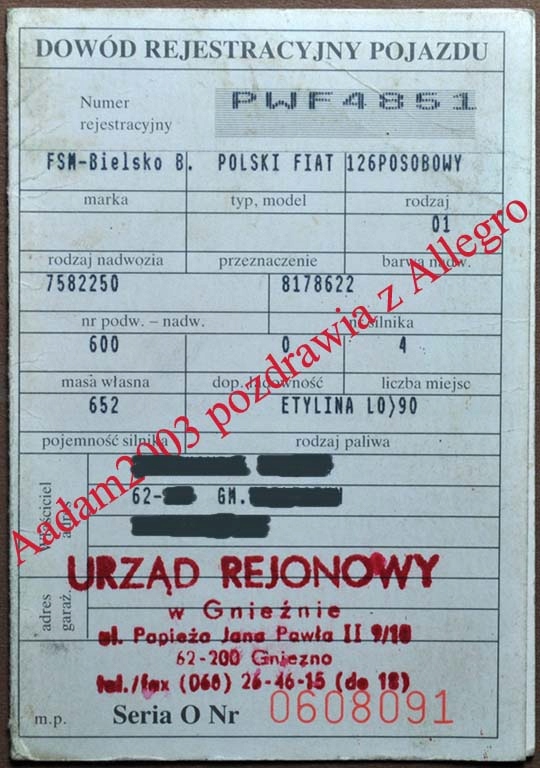 DOWÓD REJESTRACYJNY POJAZDU
Numer
rejestracyjny
PWF4851
FSM-Bielsko B. POLSKI FIAT 126POSOBOWY
marka typ, model rodzaj
01
rodzaj nadwozia przeznaczenie barwa nadw.
7582250 8178622
nr podw. – nadw. nr silnika
600 0 4
masa własna dop. ładowność liczba miejsc
652 ETYLINA LO>90
pojemność silnika rodzaj paliwa
właściciel
adres
62- GM.
adres
garaż.
URZĄD REJONOWY
w Gnieźnie
ul. Papieża Jana Pawła II 9/10
62-200 Gniezno
tel./fax (066) 26-46-15 (do 18)
m.p. Seria O Nr 0608091
Aadam2003 pozdrawia z Allegro